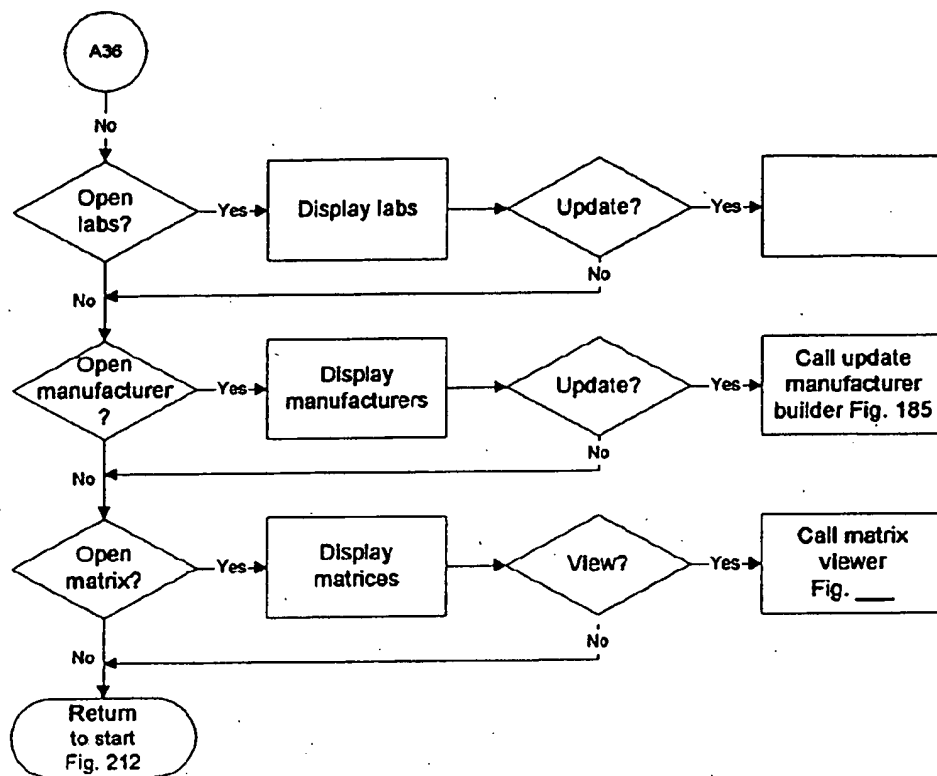 A36
No
Open
labs?
Yes
Display labs
Update?
Yes
No
No
Open
manufacturer
?
Yes
Display
manufacturers
Update?
Yes
Call update
manufacturer
builder Fig. 185
No
No
Open
matrix?
Yes
Display
matrices
View?
Yes
Call matrix
viewer
Fig. ___
No
No
Return
to start
Fig. 212